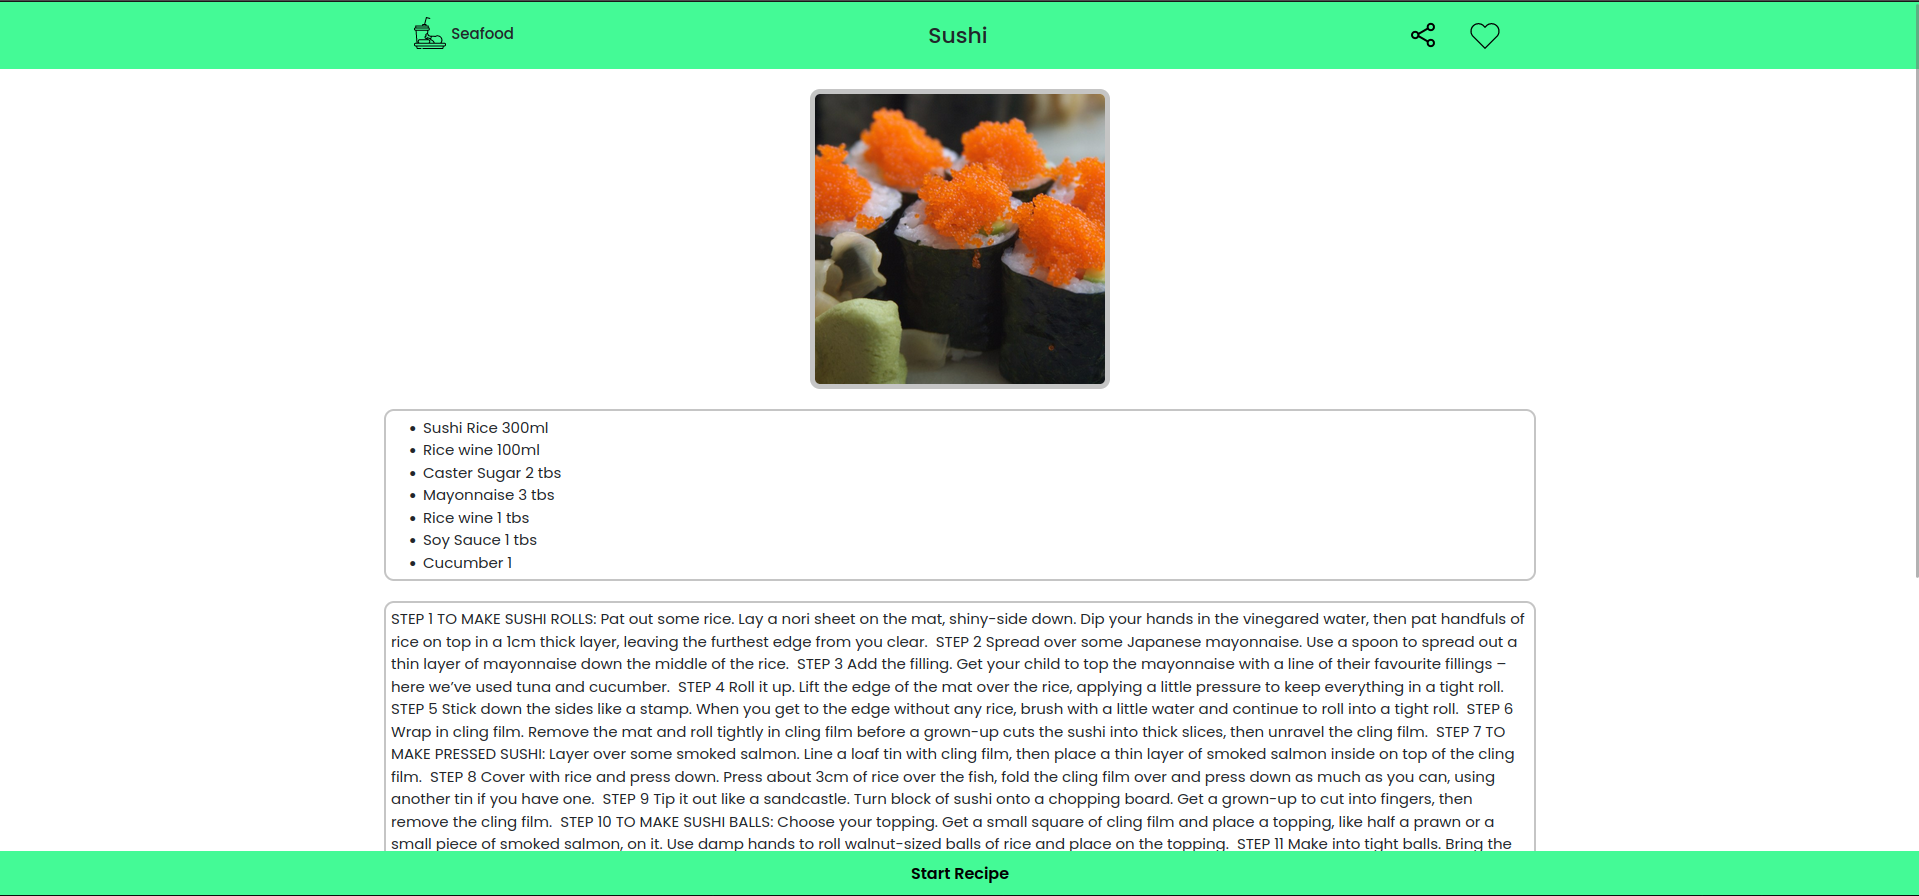 Seafood
Sushi
Sushi Rice 300ml
Rice wine 100ml
Caster Sugar 2 tbs
Mayonnaise 3 tbs
Rice wine 1 tbs
Soy Sauce 1 tbs
Cucumber 1
STEP 1 TO MAKE SUSHI ROLLS: Pat out some rice. Lay a nori sheet on the mat, shiny-side down. Dip your hands in the vinegared water, then pat handfuls of
rice on top in a 1cm thick layer, leaving the furthest edge from you clear. STEP 2 Spread over some Japanese mayonnaise. Use a spoon to spread out a
thin layer of mayonnaise down the middle of the rice. STEP 3 Add the filling. Get your child to top the mayonnaise with a line of their favourite fillings –
here we’ve used tuna and cucumber. STEP 4 Roll it up. Lift the edge of the mat over the rice, applying a little pressure to keep everything in a tight roll.
STEP 5 Stick down the sides like a stamp. When you get to the edge without any rice, brush with a little water and continue to roll into a tight roll. STEP 6
Wrap in cling film. Remove the mat and roll tightly in cling film before a grown-up cuts the sushi into thick slices, then unravel the cling film. STEP 7 TO
MAKE PRESSED SUSHI: Layer over some smoked salmon. Line a loaf tin with cling film, then place a thin layer of smoked salmon inside on top of the cling
film. STEP 8 Cover with rice and press down. Press about 3cm of rice over the fish, fold the cling film over and press down as much as you can, using
another tin if you have one. STEP 9 Tip it out like a sandcastle. Turn block of sushi onto a chopping board. Get a grown-up to cut into fingers, then
remove the cling film. STEP 10 TO MAKE SUSHI BALLS: Choose your topping. Get a small square of cling film and place a topping, like half a prawn or a
small piece of smoked salmon, on it. Use damp hands to roll walnut-sized balls of rice and place on the topping. STEP 11 Make into tight balls. Bring the
Start Recipe